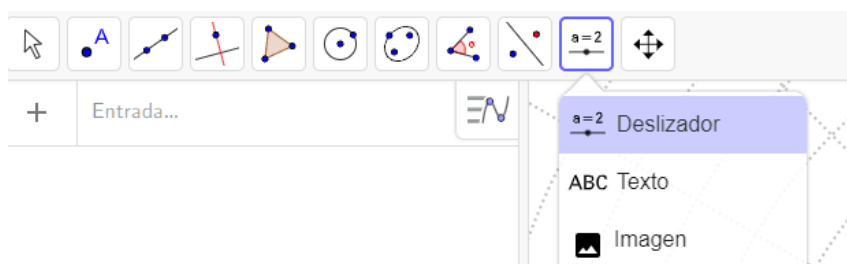 A
a=2
+ Entrada...
a=2 Deslizador
ABC Texto
Imagen